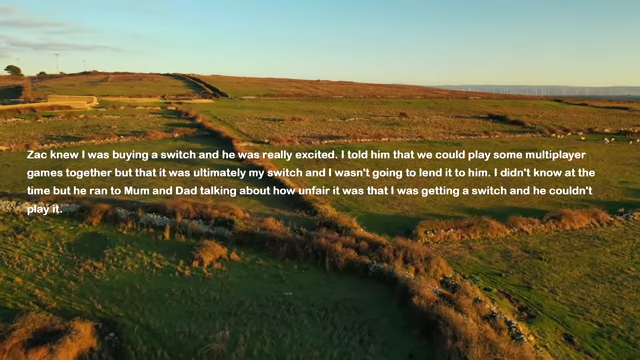 Zac knew I was buying a switch and he was really excited. I told him that we could play some multiplayer
games together but that it was ultimately my switch and I wasn't going to lend it to him. I didn't know at the
time but he ran to Mum and Dad talking about how unfair it was that I was getting a switch and he couldn't
play it.